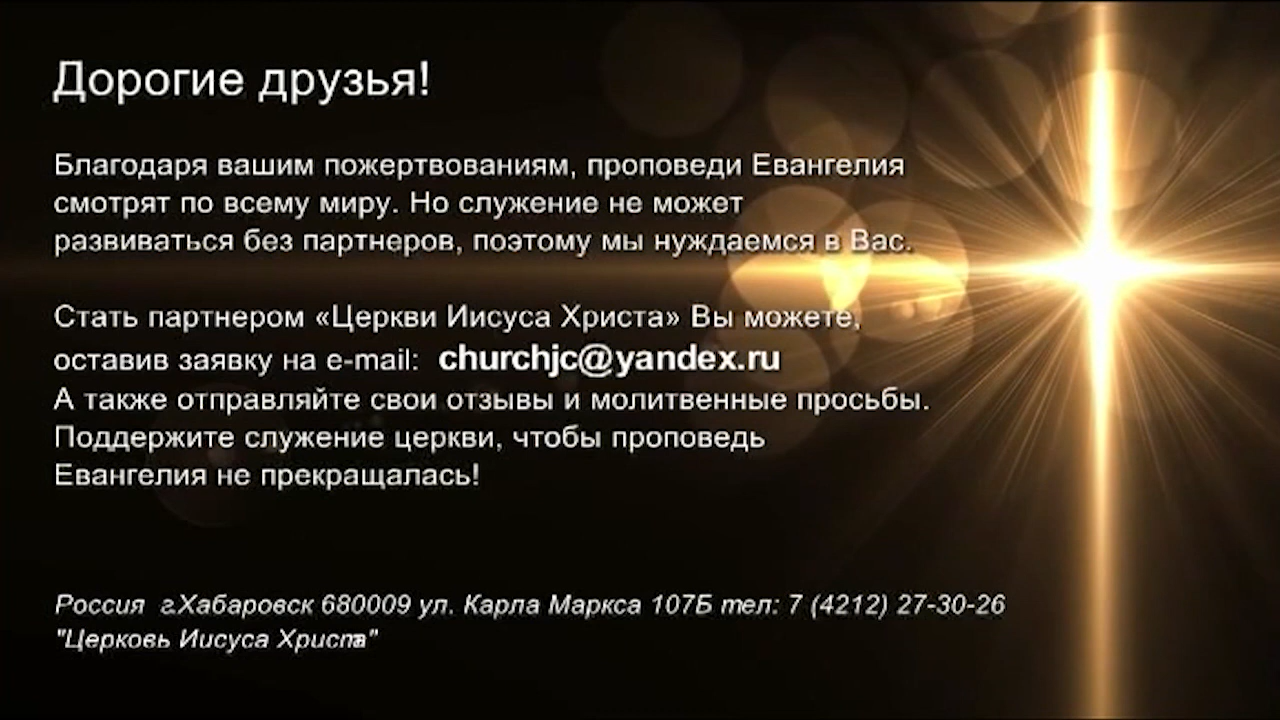 Дорогие друзья!
Благодаря вашим пожертвованиям, проповеди Евангелия
смотрят по всему миру. Но служение не может
развиваться без партнеров, поэтому мы нуждаемся в Вас.
Стать партнером «Церкви Иисуса Христа» Вы можете,
оставив заявку на e-mail: churchjc@yandex.ru
А также отправляйте свои отзывы и молитвенные просьбы.
Поддержите служение церкви, чтобы проповедь
Евангелия не прекращалась!
Россия г.Хабаровск 680009 ул. Карла Маркса 107Б тел: 7 (4212) 27-30-26
"Церковь Иисуса Христа"